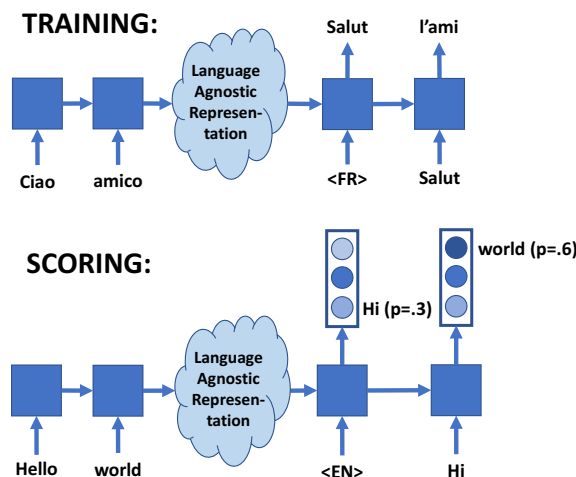 TRAINING:
Salut
l'ami
Language
Agnostic
Represen-
tation
Ciao
amico
<FR>
Salut
SCORING:
world (p=.6)
Hi (p=.3)
Language
Agnostic
Represen-
tation
Hello
world
<EN>
Hi